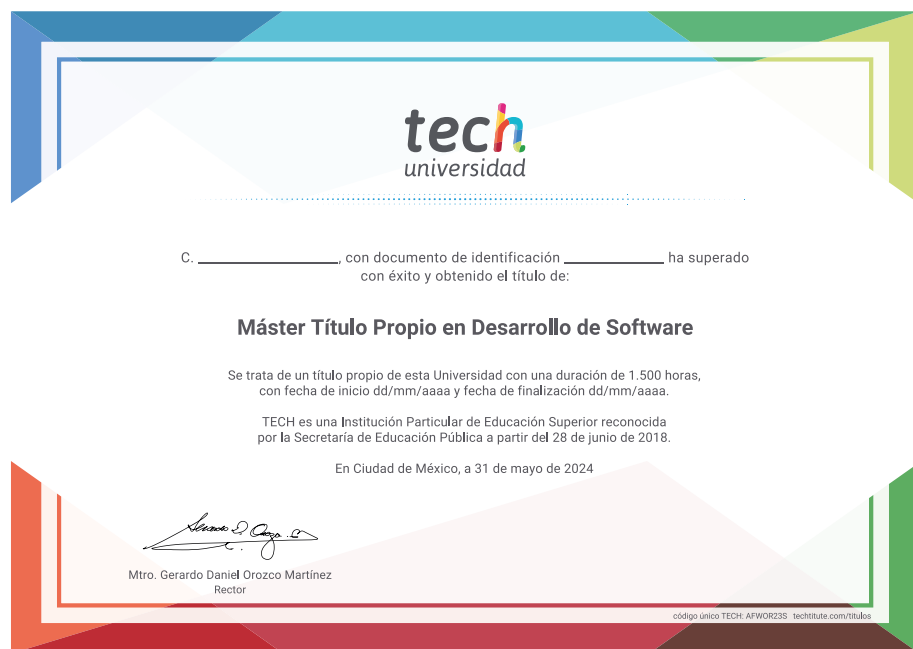 tech
universidad
C. ____________, con documento de identificación ____________ ha superado
con éxito y obtenido el título de:
Máster Título Propio en Desarrollo de Software
Se trata de un título propio de esta Universidad con una duración de 1.500 horas,
con fecha de inicio dd/mm/aaaa y fecha de finalización dd/mm/aaaa.
TECH es una Institución Particular de Educación Superior reconocida
por la Secretaría de Educación Pública a partir del 28 de junio de 2018.
En Ciudad de México, a 31 de mayo de 2024
Mtro. Gerardo Daniel Orozco Martínez
Rector
código único TECH: AFWOR23S techtitute.com/titulos